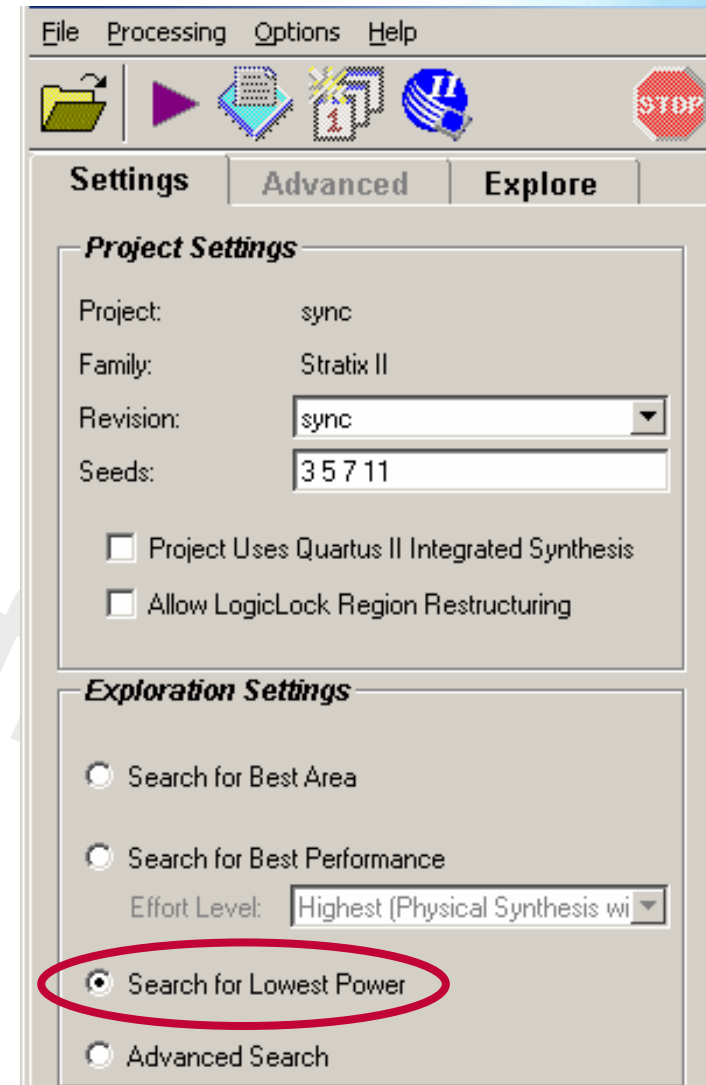 File Processing Options Help
II
1
STOP
Settings Advanced Explore
Project Settings
Project: sync
Family: Stratix II
Revision: sync
Seeds: 3 5 7 11
Project Uses Quartus II Integrated Synthesis
Allow LogicLock Region Restructuring
Exploration Settings
Search for Best Area
Search for Best Performance
Effort Level: Highest (Physical Synthesis wi
Search for Lowest Power
Advanced Search